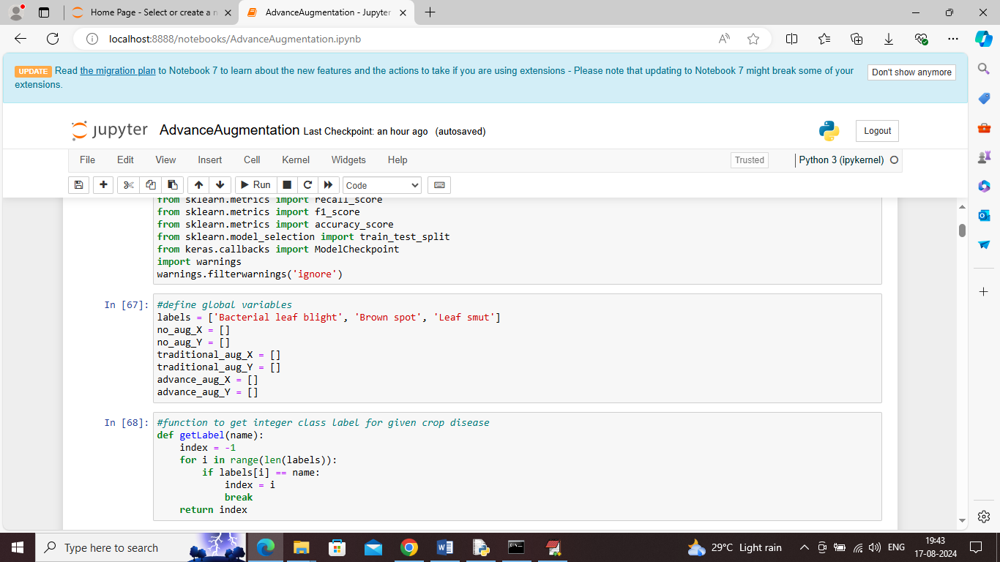 Home Page - Select or create a n
AdvanceAugmentation - Jupyter
localhost:8888/notebooks/AdvanceAugmentation.ipynb
UPDATE Read the migration plan to Notebook 7 to learn about the new features and the actions to take if you are using extensions - Please note that updating to Notebook 7 might break some of your
extensions.
Don't show anymore
jupyter AdvanceAugmentation Last Checkpoint: an hour ago (autosaved)
Logout
File Edit View Insert Cell Kernel Widgets Help
Trusted
Python 3 (ipykernel)
Run
Code
from sklearn.metrics import recall_score
from sklearn.metrics import f1_score
from sklearn.metrics import accuracy_score
from sklearn.model_selection import train_test_split
from keras.callbacks import ModelCheckpoint
import warnings
warnings.filterwarnings('ignore')
In [67]: #define global variables
labels = ['Bacterial leaf blight', 'Brown spot', 'Leaf smut']
no_aug_X = []
no_aug_Y = []
traditional_aug_X = []
traditional_aug_Y = []
advance_aug_X = []
advance_aug_Y = []
In [68]: #function to get integer class label for given crop disease
def getLabel(name):
    index = -1
    for i in range(len(labels)):
        if labels[i] == name:
            index = i
            break
    return index
Type here to search
29°C Light rain
ENG
19:43
17-08-2024